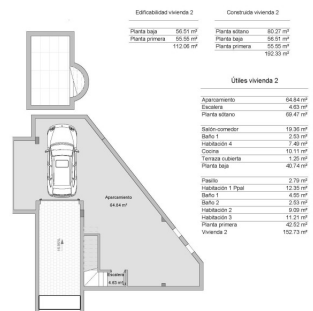 Edificabilidad vivienda 2
Planta baja 56.51 m²
Planta primera 55.55 m²
112.06 m²
Construida vivienda 2
Planta sótano 80.27 m²
Planta baja 56.51 m²
Planta primera 55.55 m²
192.33 m²
Útiles vivienda 2
Aparcamiento 64.84 m²
Escalera 4.63 m²
Planta sótano 69.47 m²
Salón-comedor 19.36 m²
Baño 1 2.53 m²
Habitación 4 7.49 m²
Cocina 10.11 m²
Terraza cubierta 1.25 m²
Planta baja 40.74 m²
Pasillo 2.79 m²
Habitación 1 Ppal 12.35 m²
Baño 1 4.55 m²
Baño 2 2.53 m²
Habitación 2 9.09 m²
Habitación 3 11.21 m²
Planta primera 42.52 m²
Vivienda 2 152.73 m²
Aparcamiento
64.84 m²
Escalera
4.63 m²